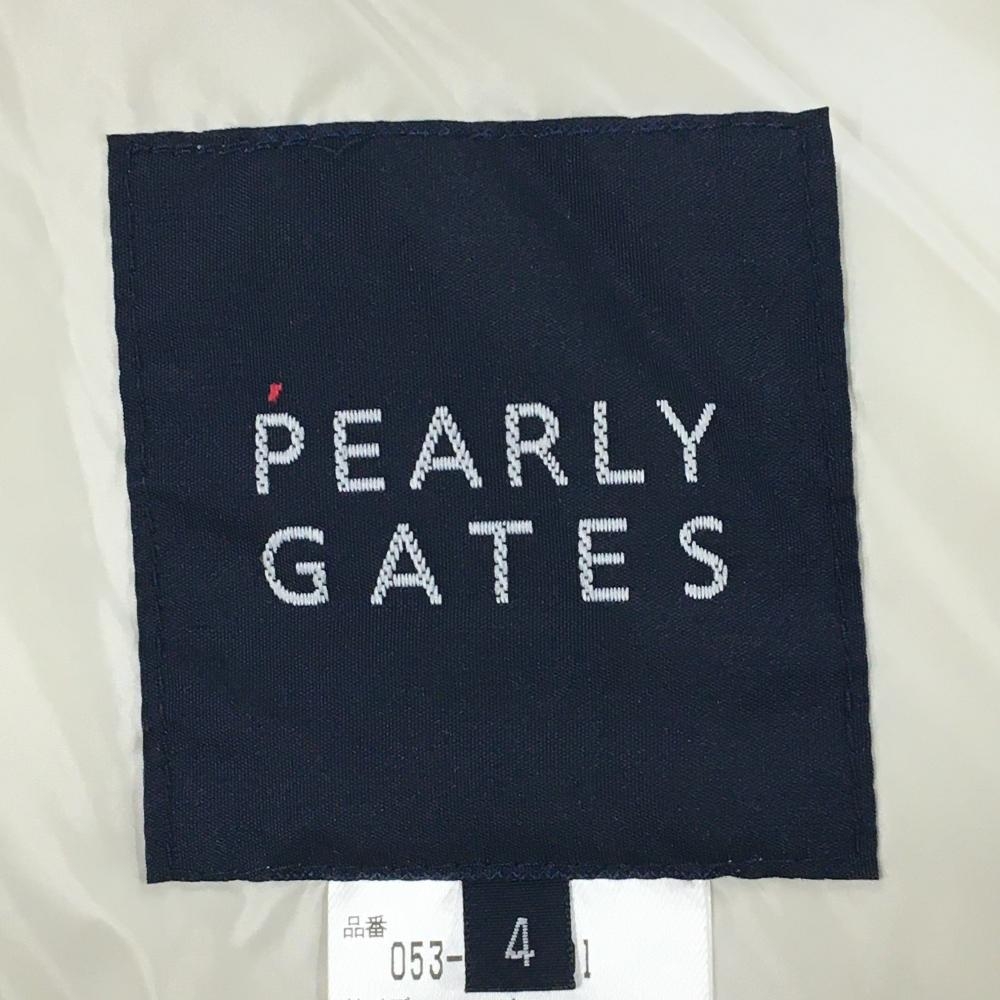 PEARLY
GATES
4
品番
053-